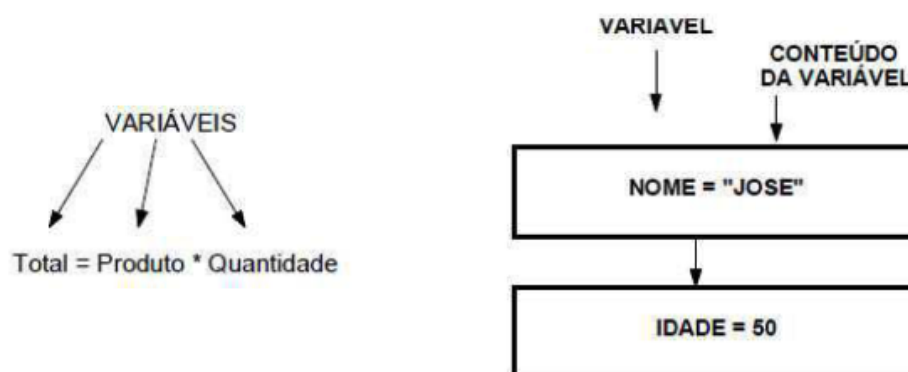 VARIÁVEIS
Total = Produto * Quantidade
VARIAVEL
CONTEÚDO
DA VARIÁVEL
NOME = "JOSE"
IDADE = 50